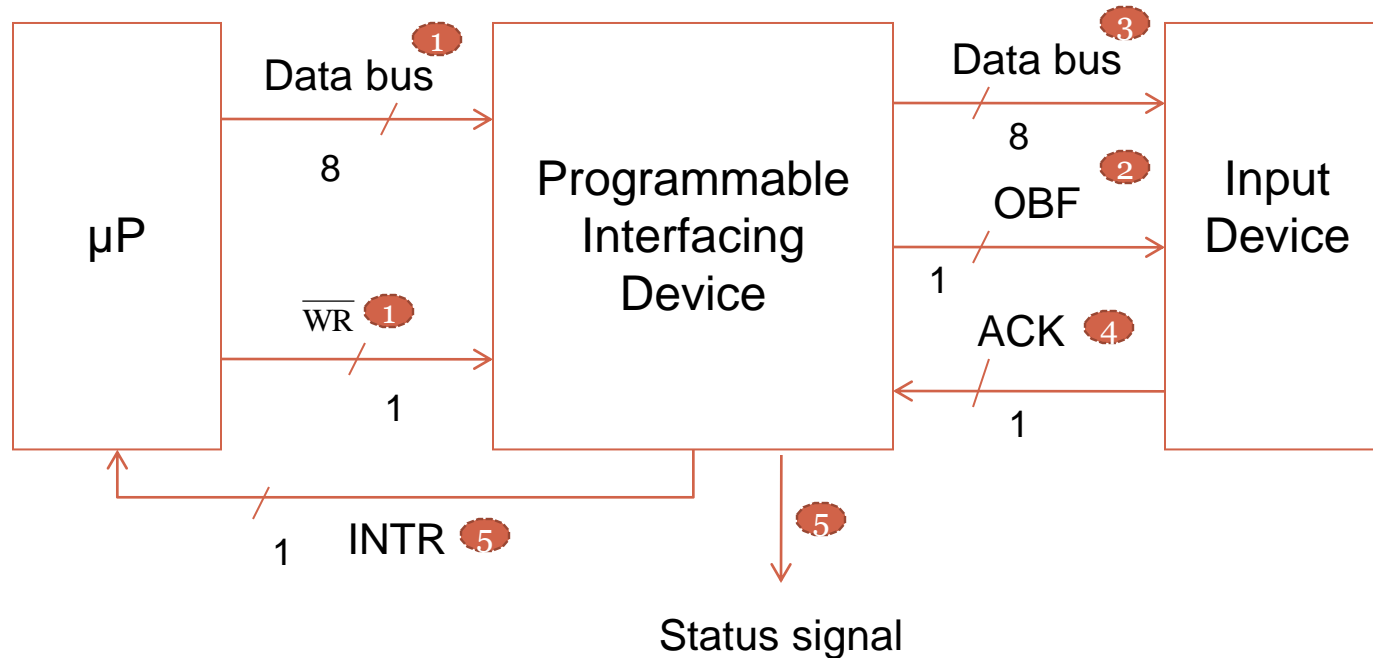 1
3
Data bus
Data bus
8
8
2
OBF
μP
Programmable
Interfacing
Device
Input
Device
1
WR
1
ACK
4
1
1
INTR
5
1
5
Status signal